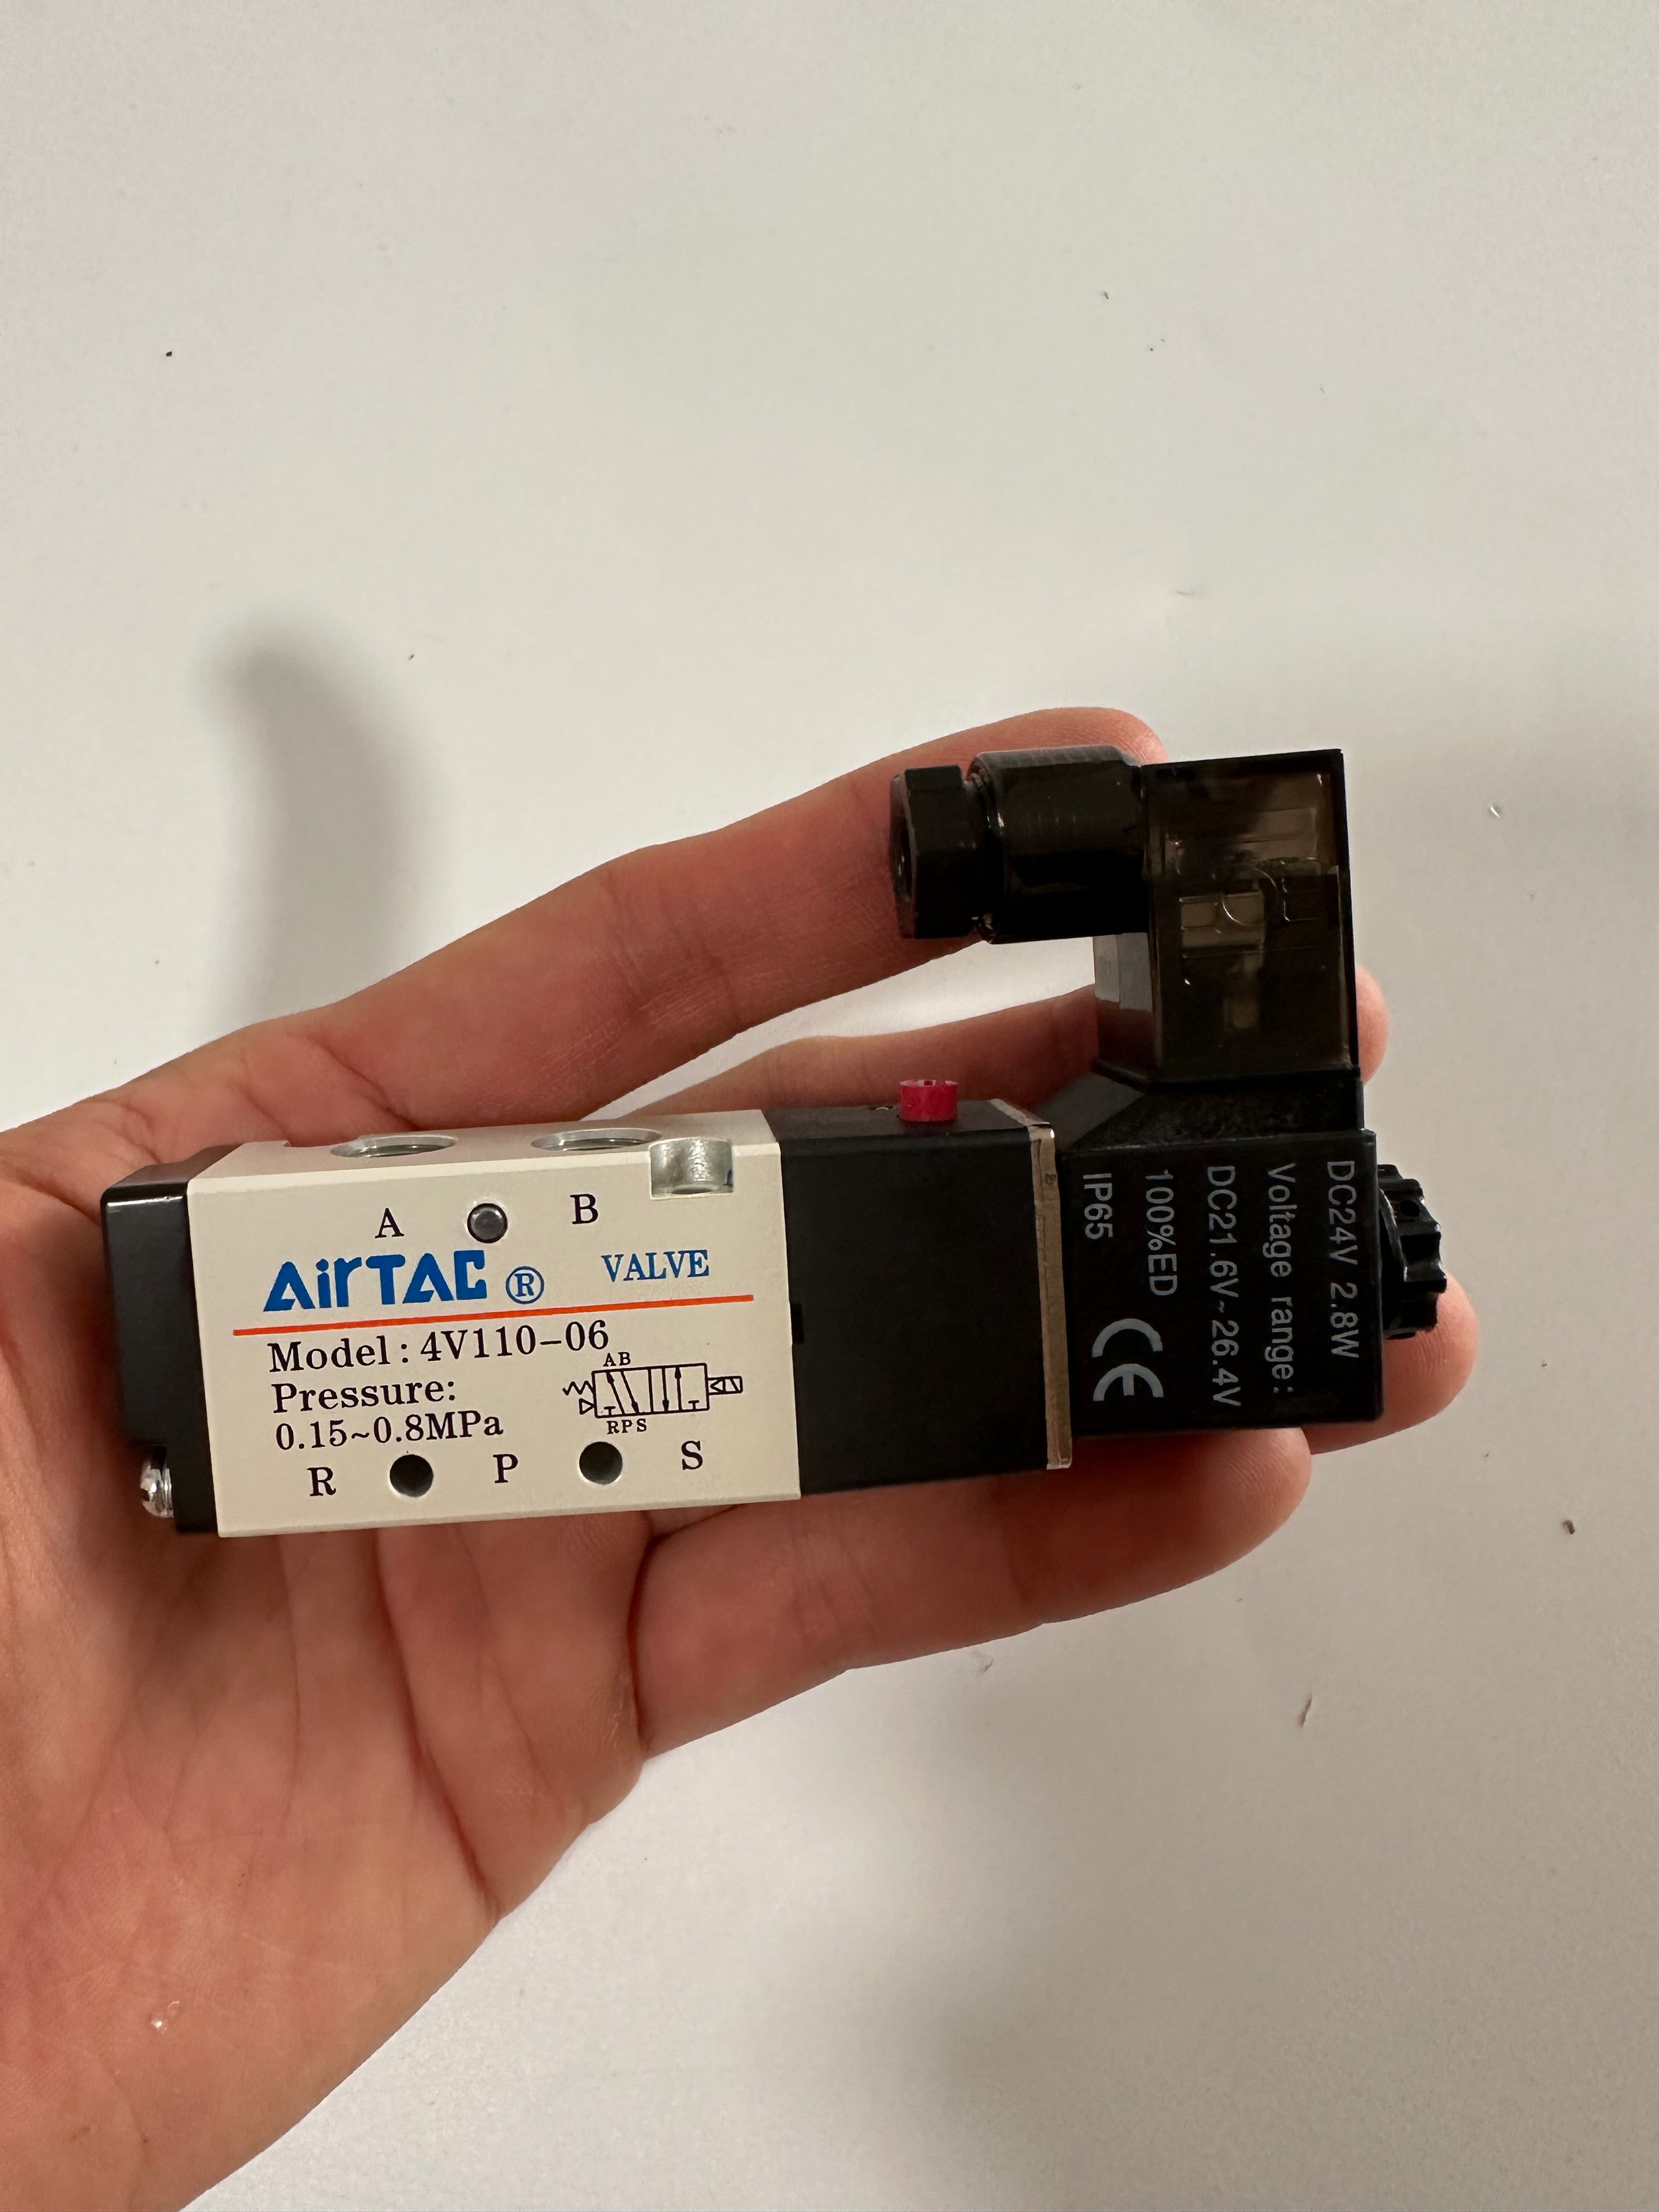 A B
AirTAC ® VALVE
Model: 4V110-06
Pressure:
0.15~0.8MPa
AB
RPS
R P S
DC24V 2.8W
Voltage range:
DC21.6V~26.4V
100%ED
IP65
CE